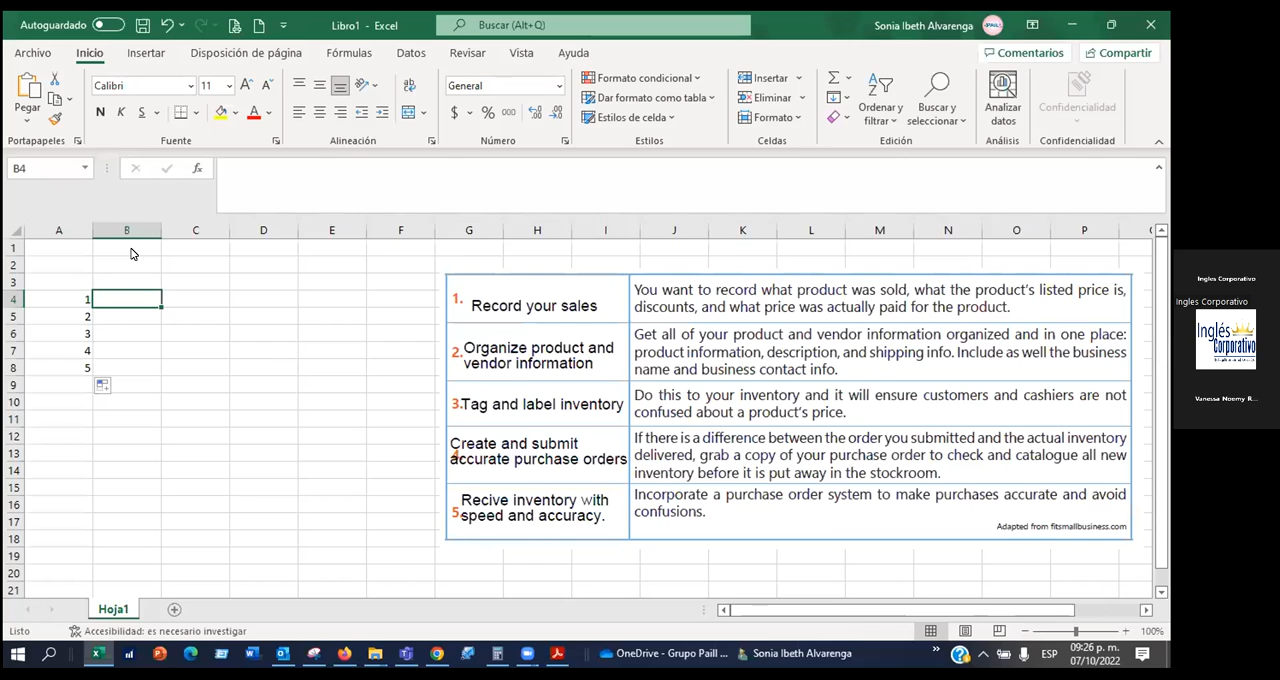 Autoguardado
Libro1 - Excel
Buscar (Alt+Q)
Sonia Ibeth Alvarenga
Archivo Inicio Insertar Disposición de página Fórmulas Datos Revisar Vista Ayuda
Comentarios Compartir
Pegar
Calibri 11
N K S
General
$ % 000
Formato condicional
Dar formato como tabla
Estilos de celda
Insertar
Eliminar
Formato
Ordenar y filtrar
Buscar y seleccionar
Analizar datos
Confidencialidad
Portapapeles Fuente Alineación Número Estilos Celdas Edición Análisis Confidencialidad
B4 fx
A B C D E F G H I J K L M N O P
1
2
3
4 1
5 2
6 3
7 4
8 5
9
10
11
12
13
14
15
16
17
18
19
20
21
1. Record your sales
You want to record what product was sold, what the product's listed price is,
discounts, and what price was actually paid for the product.
2. Organize product and
vendor information
Get all of your product and vendor information organized and in one place:
product information, description, and shipping info. Include as well the business
name and business contact info.
3. Tag and label inventory
Do this to your inventory and it will ensure customers and cashiers are not
confused about a product's price.
4. Create and submit
accurate purchase orders
If there is a difference between the order you submitted and the actual inventory
delivered, grab a copy of your purchase order to check and catalogue all new
inventory before it is put away in the stockroom.
5. Recive inventory with
speed and accuracy.
Incorporate a purchase order system to make purchases accurate and avoid
confusions.
Adapted from fitsmallbusiness.com
Ingles Corporativo
Ingles Corporativo
Inglés
Corporativo
Vanessa Noemy R...
Hoja1
Listo
Accesibilidad: es necesario investigar
100%
OneDrive - Grupo Paill ...
Sonia Ibeth Alvarenga
ESP
09:26 p. m.
07/10/2022